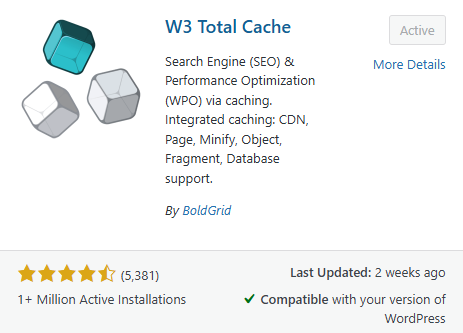 W3 Total Cache
Active
More Details
Search Engine (SEO) &
Performance Optimization
(WPO) via caching.
Integrated caching: CDN,
Page, Minify, Object,
Fragment, Database
support.
By BoldGrid
(5,381)
1+ Million Active Installations
Last Updated: 2 weeks ago
Compatible with your version of
WordPress